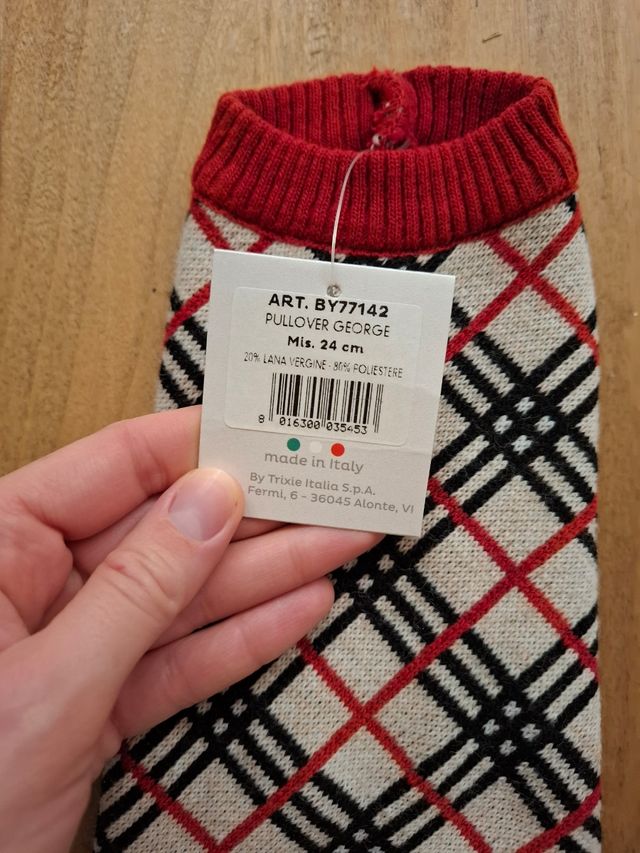 ART. BY77142
PULLOVER GEORGE
Mis. 24 cm
20% LANA VERGINE - 80% POLIESTERE
8 016300 035453
made in Italy
By Trixie Italia S.p.A.
Fermi, 6 - 36045 Alonte, VI